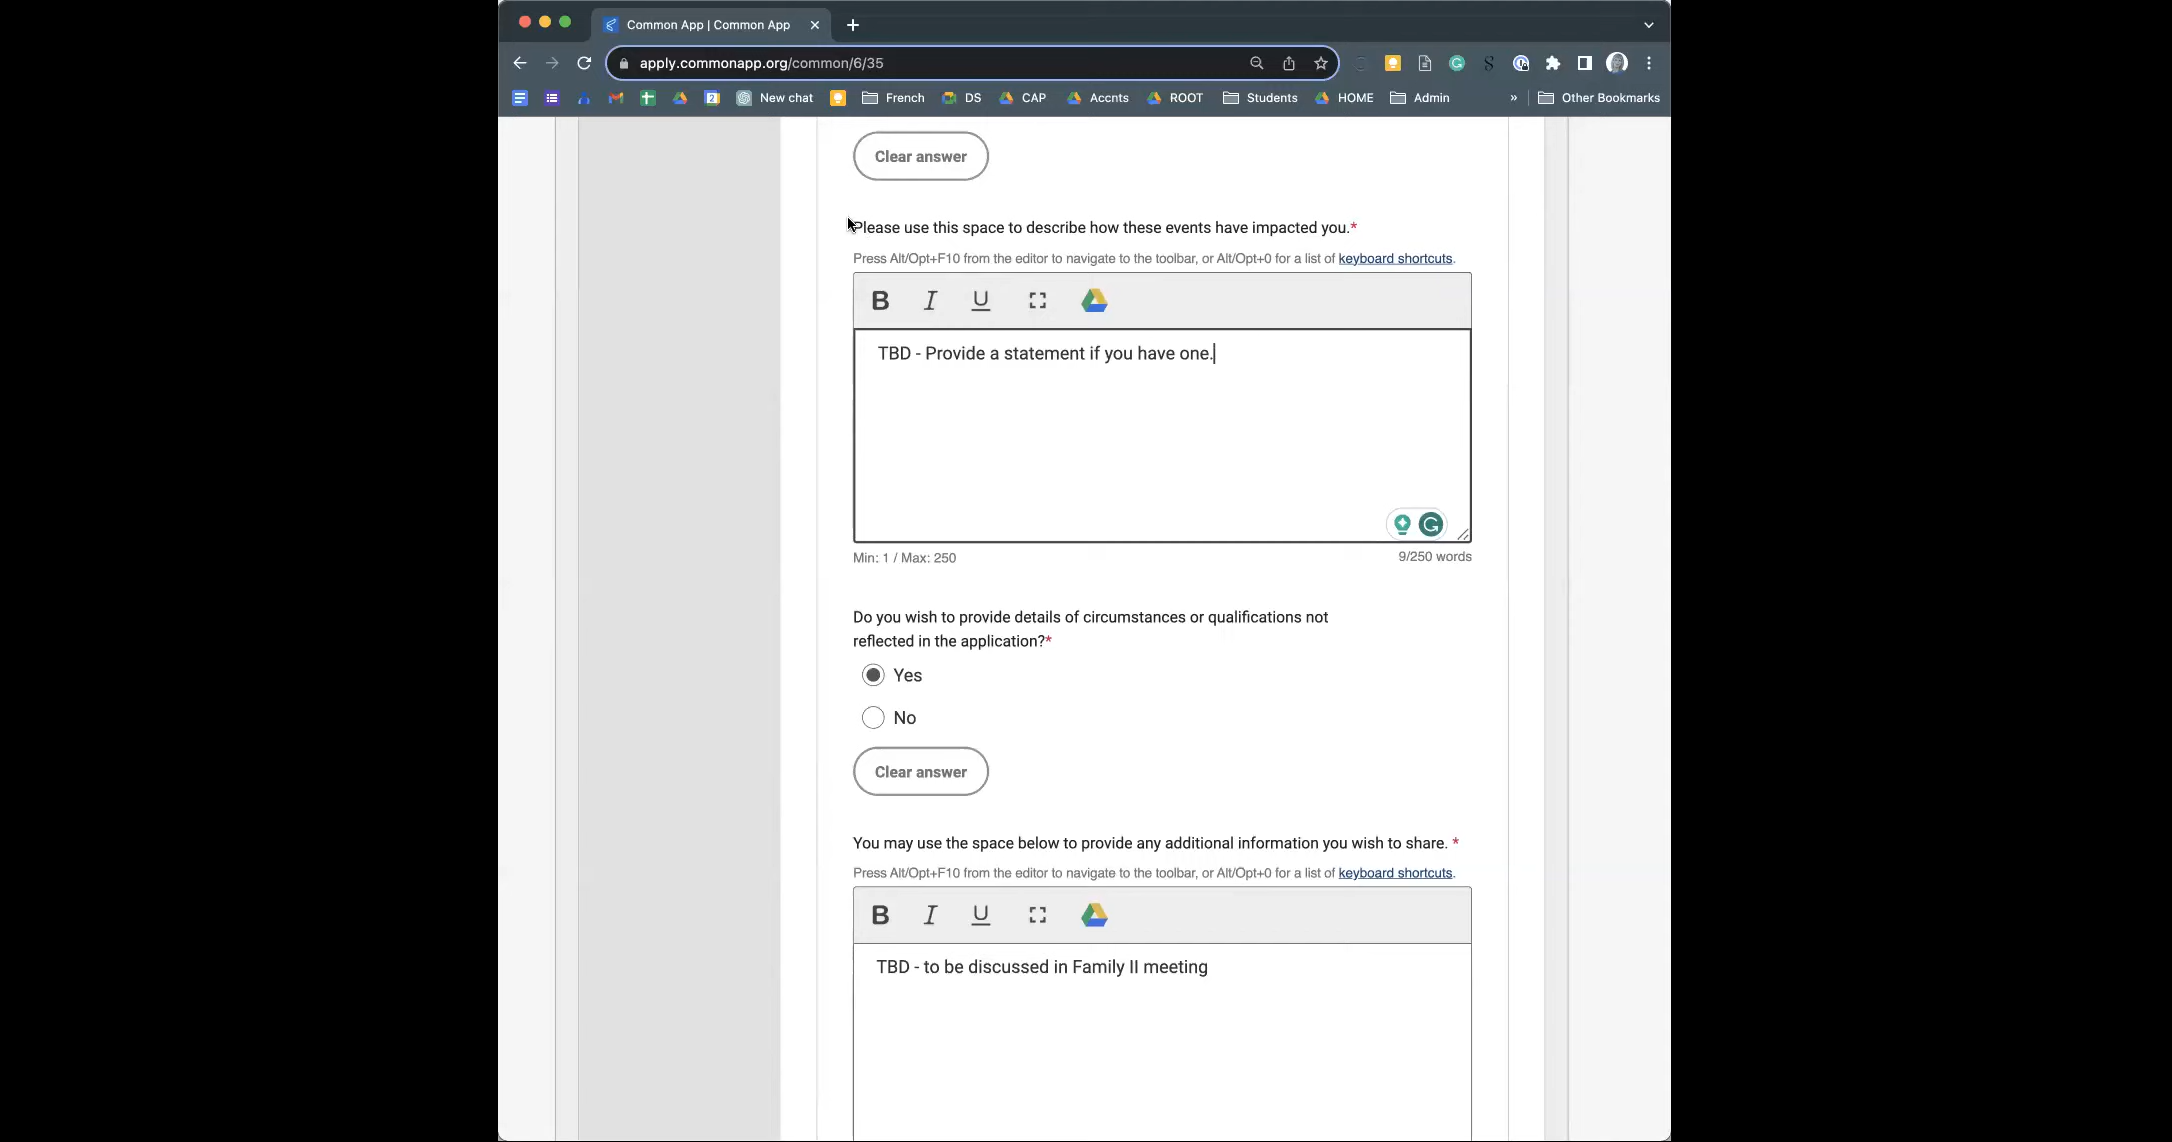 Common App | Common App
apply.commonapp.org/common/6/35
New chat French DS CAP Accnts ROOT Students HOME Admin » Other Bookmarks
Clear answer
Please use this space to describe how these events have impacted you.*
Press Alt/Opt+F10 from the editor to navigate to the toolbar, or Alt/Opt+0 for a list of keyboard shortcuts.
B I U
TBD - Provide a statement if you have one.
Min: 1 / Max: 250
9/250 words
Do you wish to provide details of circumstances or qualifications not
reflected in the application?*
Yes
No
Clear answer
You may use the space below to provide any additional information you wish to share. *
Press Alt/Opt+F10 from the editor to navigate to the toolbar, or Alt/Opt+0 for a list of keyboard shortcuts.
B I U
TBD - to be discussed in Family II meeting